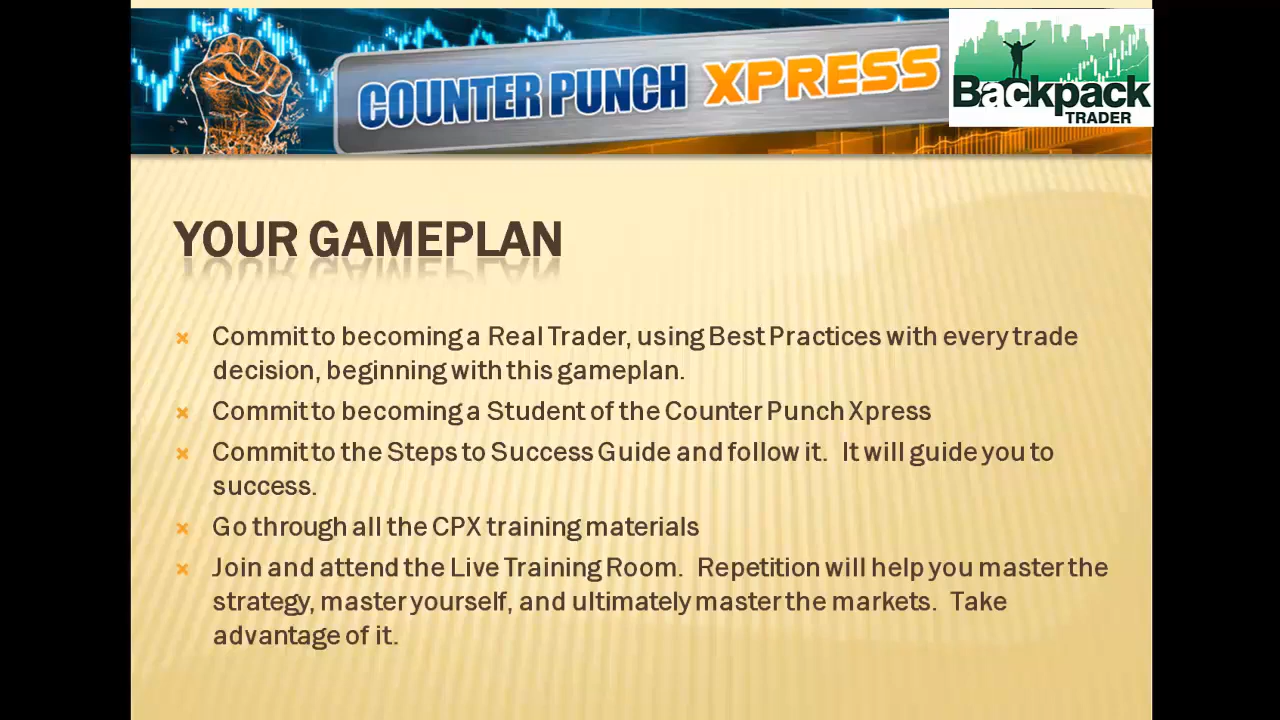 COUNTER PUNCH XPRESS
Backpack
TRADER
YOUR GAMEPLAN
Commit to becoming a Real Trader, using Best Practices with every trade
decision, beginning with this gameplan.
Commit to becoming a Student of the Counter Punch Xpress
Commit to the Steps to Success Guide and follow it.  It will guide you to
success.
Go through all the CPX training materials
Join and attend the Live Training Room.  Repetition will help you master the
strategy, master yourself, and ultimately master the markets.  Take
advantage of it.